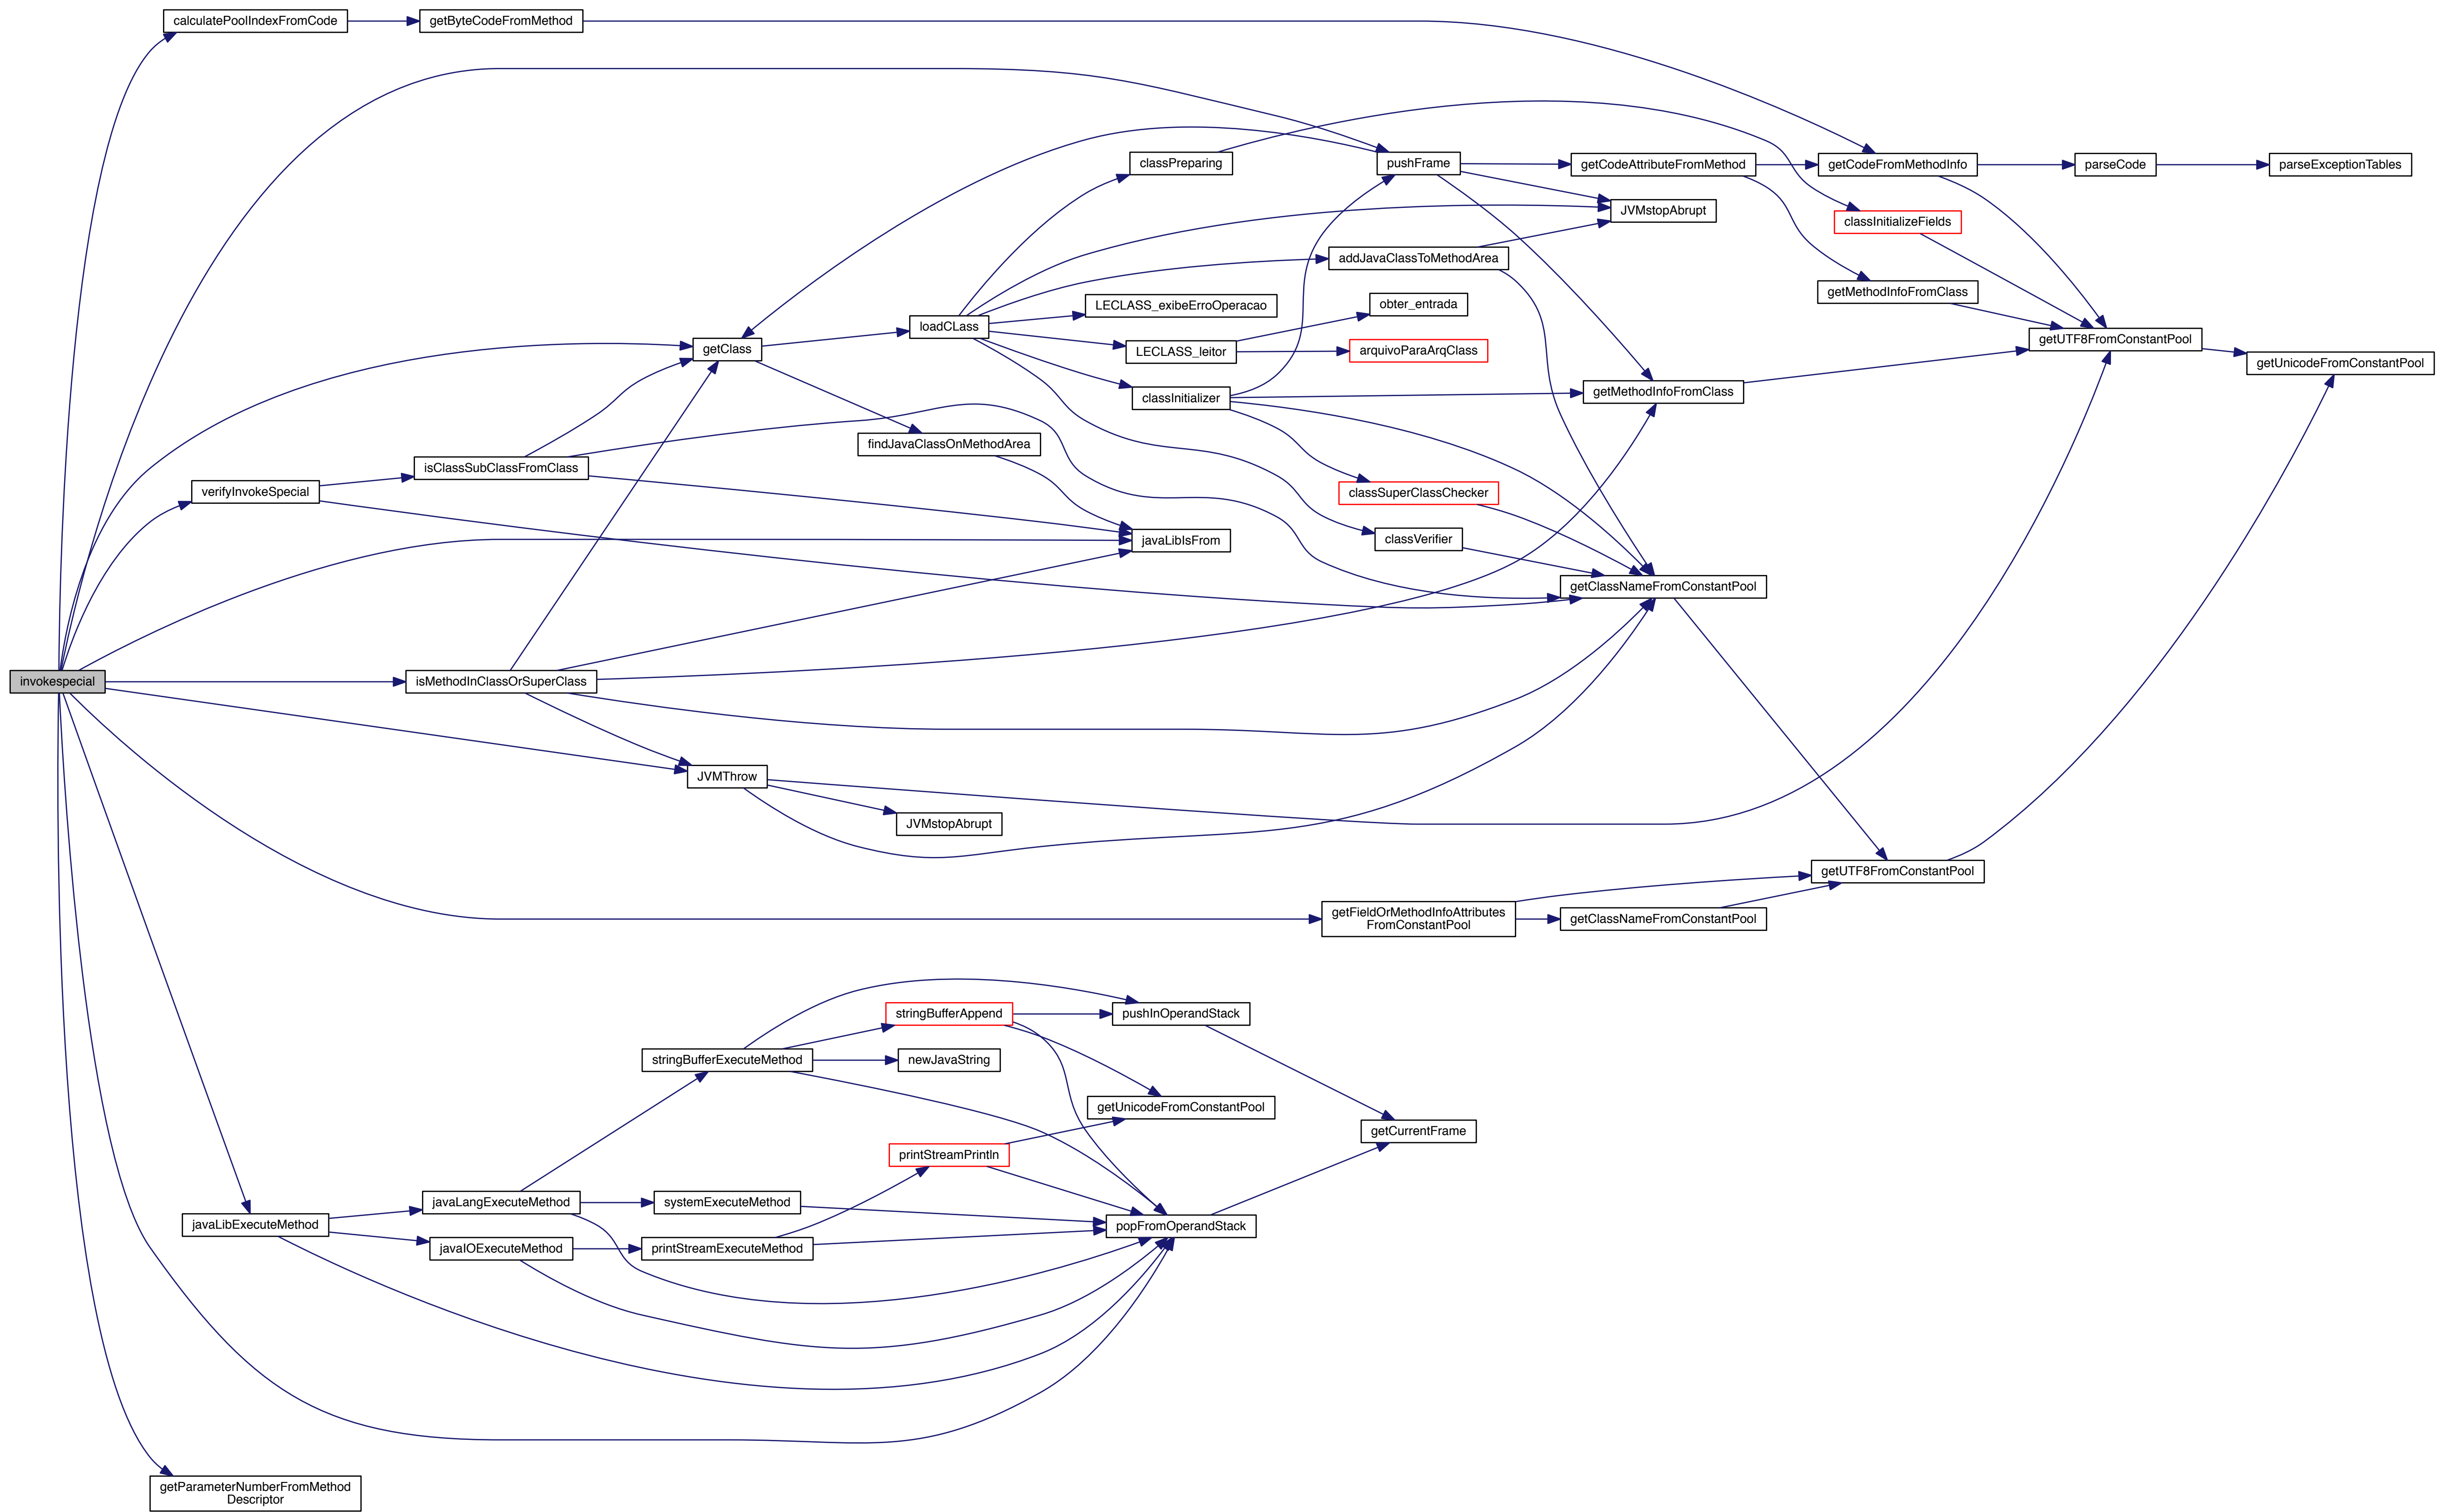 calculatePoolIndexFromCode
getByteCodeFromMethod
classPreparing
pushFrame
getCodeAttributeFromMethod
getCodeFromMethodInfo
parseCode
parseExceptionTables
JVMstopAbrupt
classInitializeFields
addJavaClassToMethodArea
getMethodInfoFromClass
LECLASS_exibeErroOperacao
obter_entrada
loadCLass
getUTF8FromConstantPool
getClass
LECLASS_leitor
arquivoParaArqClass
getUnicodeFromConstantPool
classInitializer
getMethodInfoFromClass
findJavaClassOnMethodArea
isClassSubClassFromClass
verifyInvokeSpecial
classSuperClassChecker
javaLibIsFrom
classVerifier
getClassNameFromConstantPool
invokespecial
isMethodInClassOrSuperClass
JVMThrow
JVMstopAbrupt
getUTF8FromConstantPool
getFieldOrMethodInfoAttributes
FromConstantPool
getClassNameFromConstantPool
stringBufferAppend
pushInOperandStack
stringBufferExecuteMethod
newJavaString
getUnicodeFromConstantPool
getCurrentFrame
printStreamPrintln
javaLangExecuteMethod
systemExecuteMethod
javaLibExecuteMethod
popFromOperandStack
javaIOExecuteMethod
printStreamExecuteMethod
getParameterNumberFromMethod
Descriptor